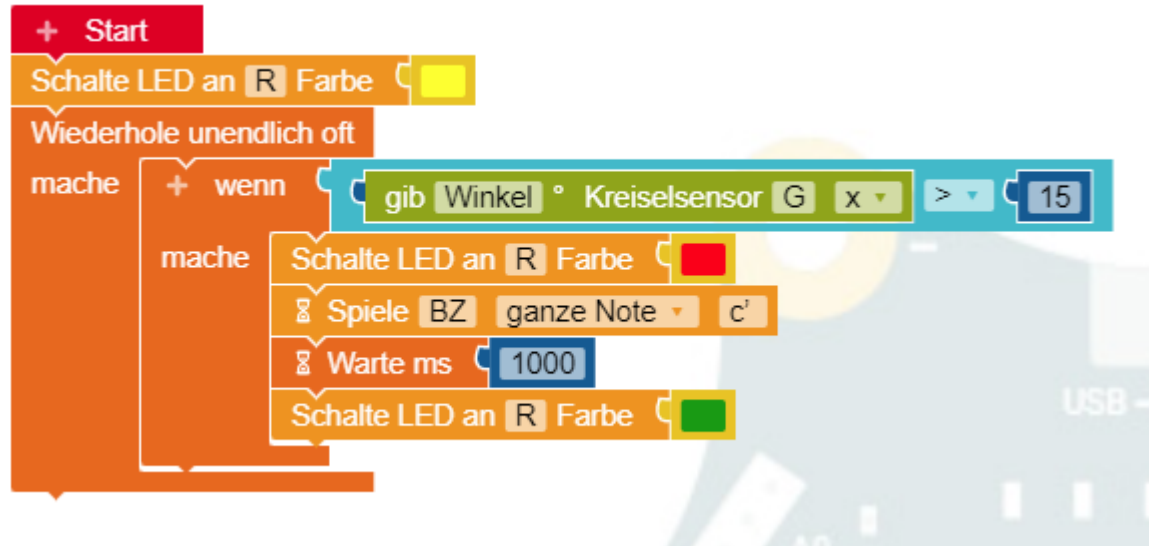 + Start
Schalte LED an R Farbe
Wiederhole unendlich oft
mache + wenn gib Winkel ° Kreiselsensor G x > 15
mache Schalte LED an R Farbe
Spiele BZ ganze Note c'
Warte ms 1000
Schalte LED an R Farbe
USB -